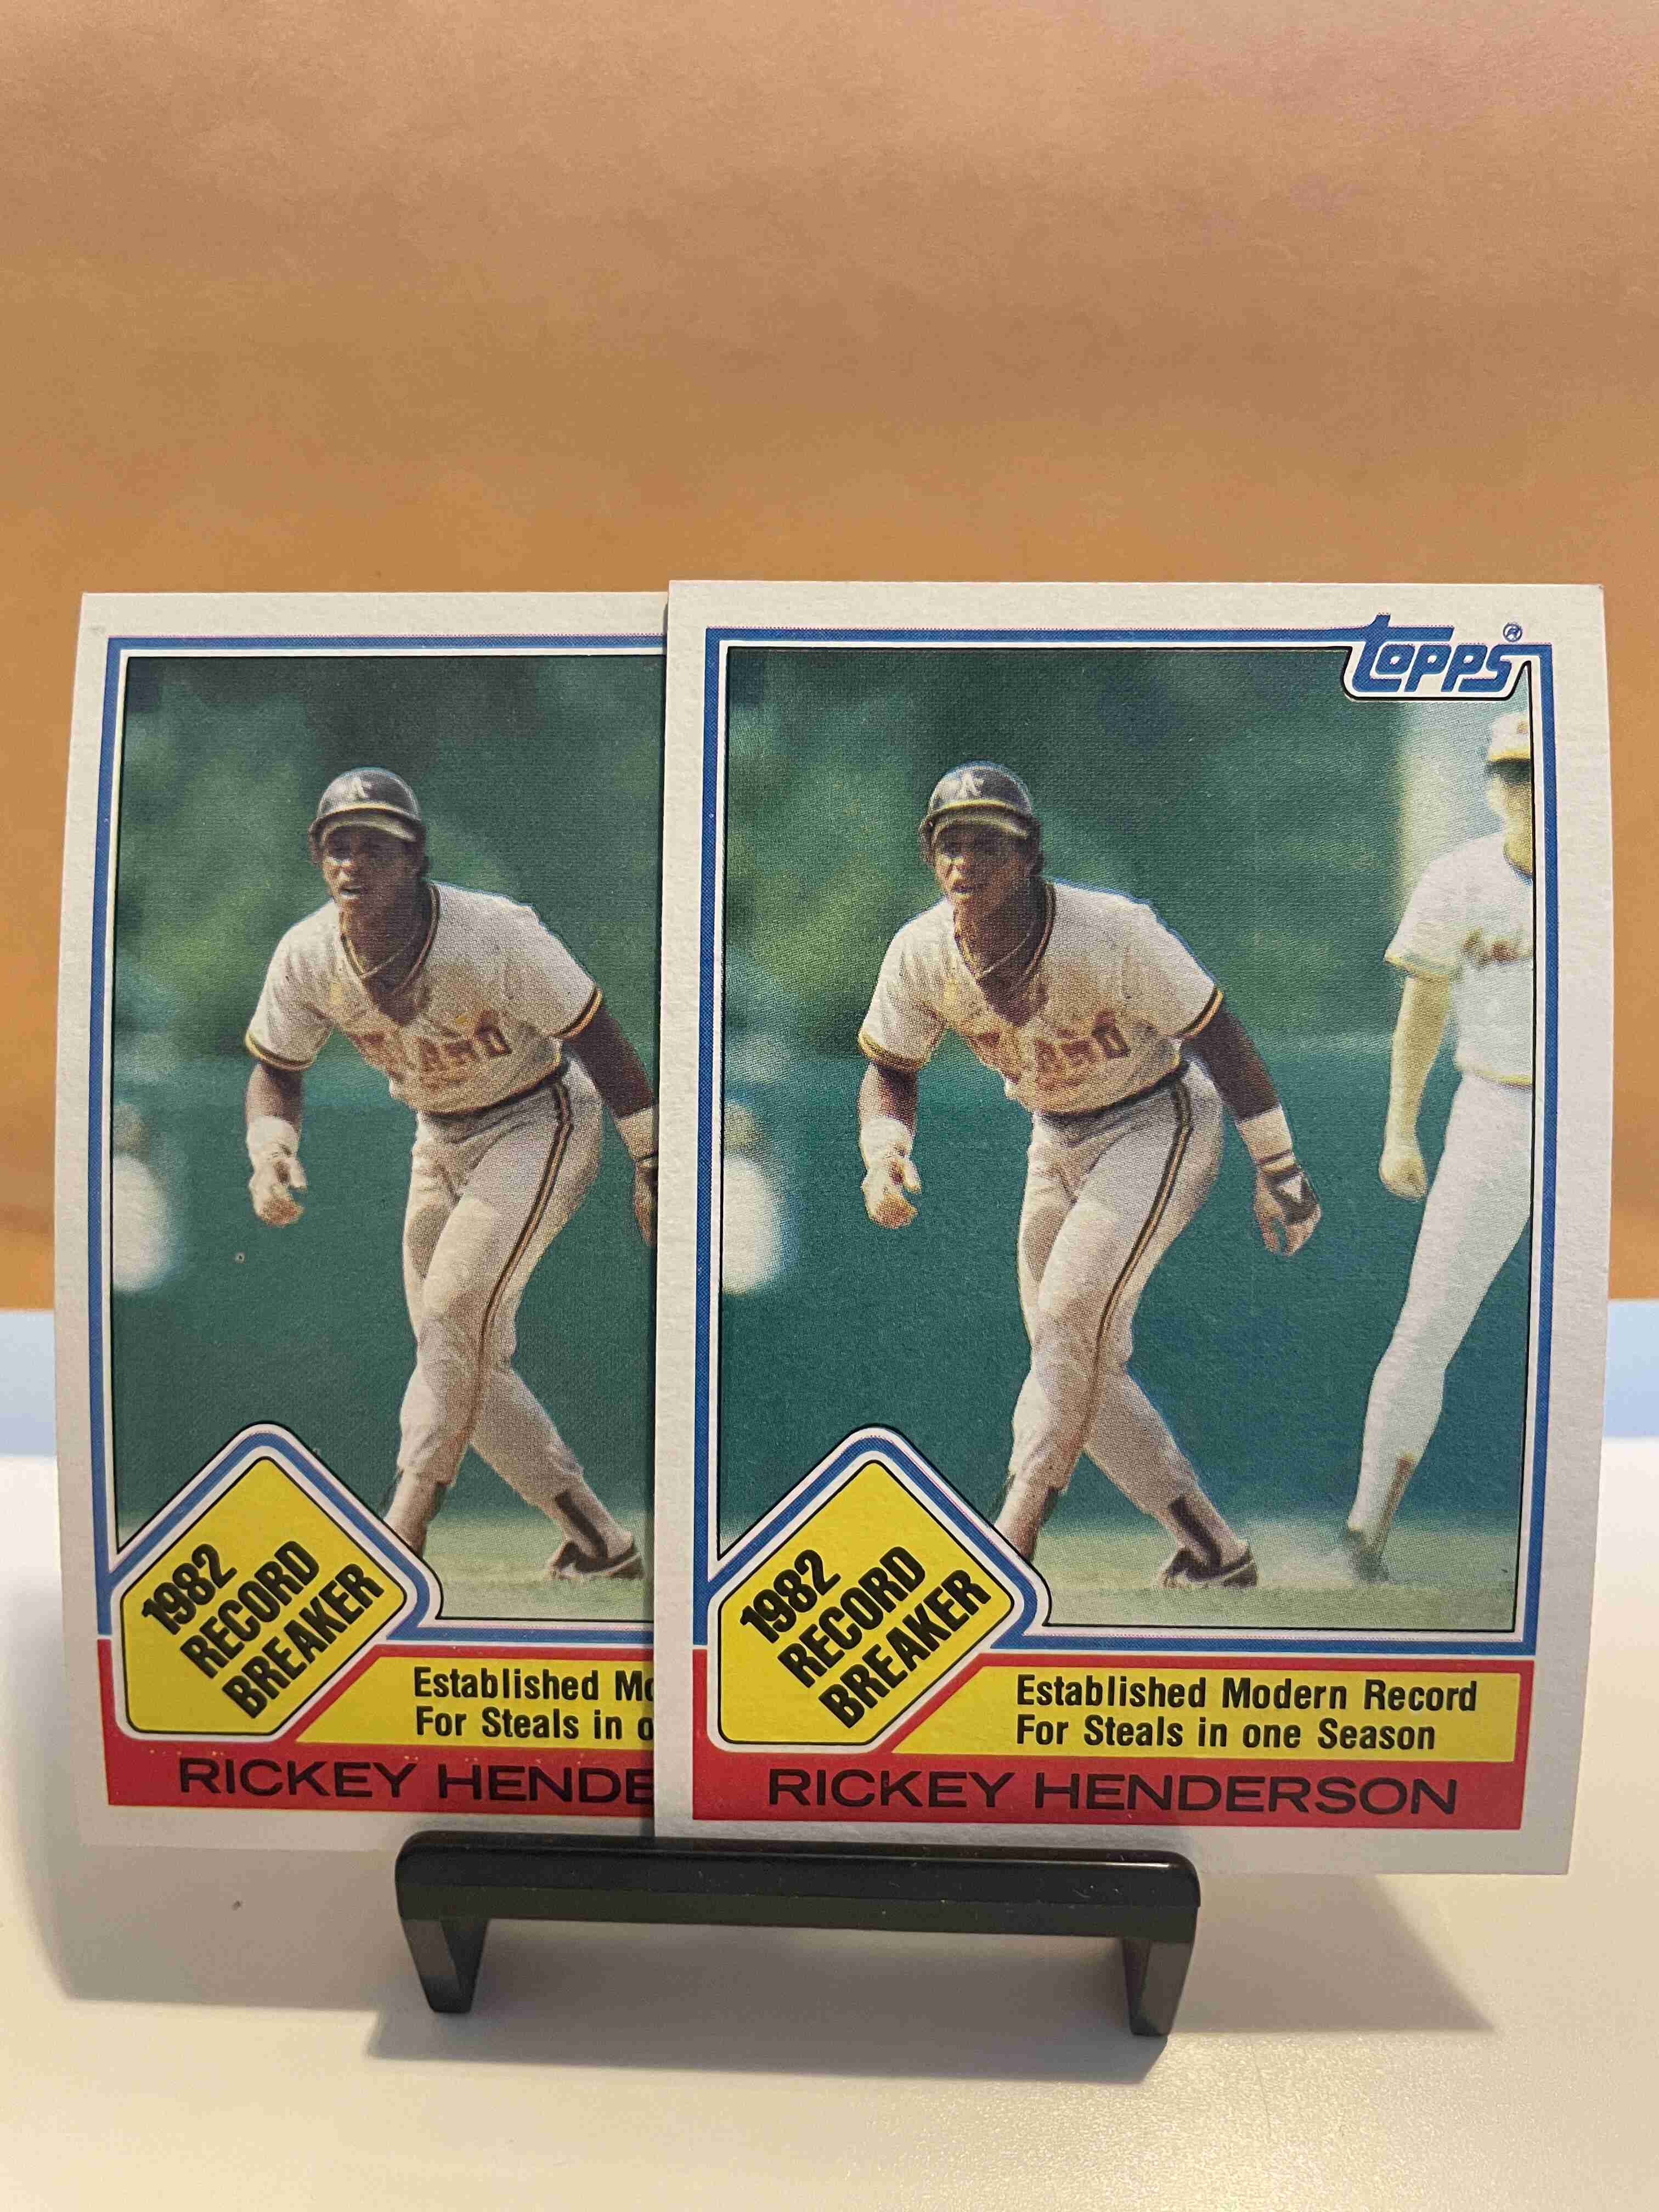 1982
RECORD
BREAKER
Established Mo
For Steals in o
RICKEY HENDE
topps®
A's
1982
RECORD
BREAKER
Established Modern Record
For Steals in one Season
RICKEY HENDERSON